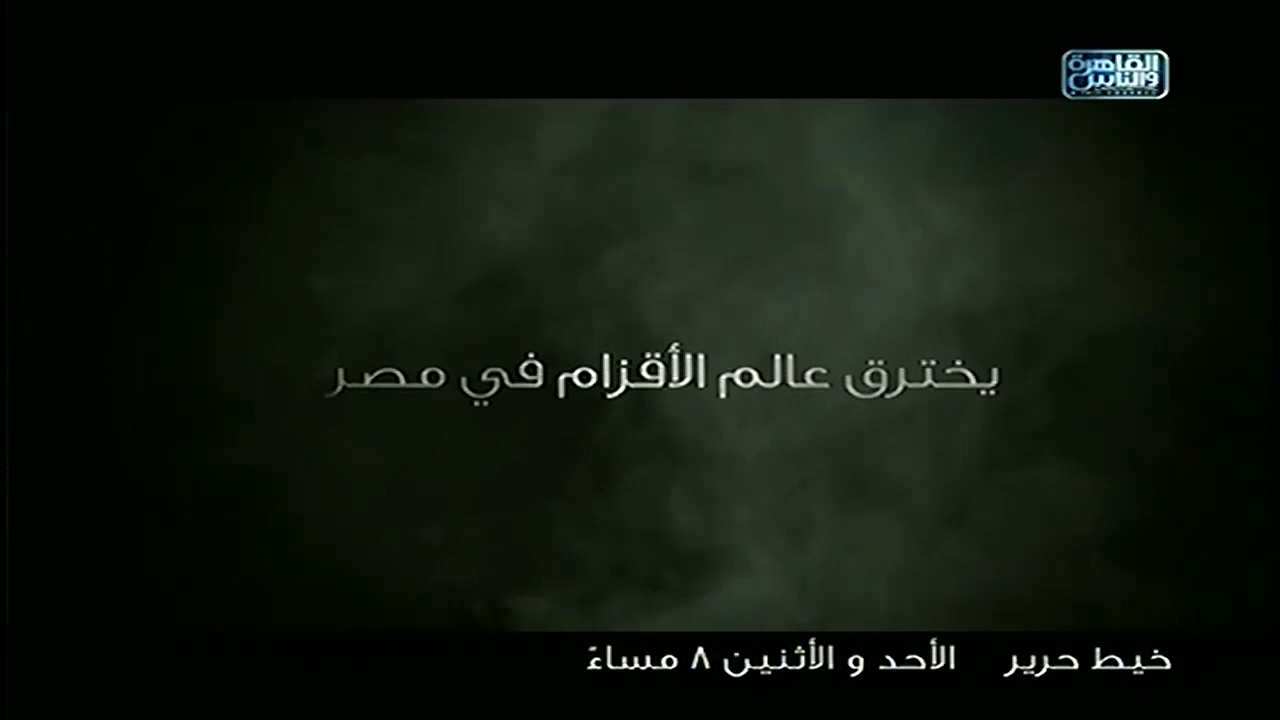 القاهرة
والناس
يخترق عالم الأقزام في مصر
خيط حرير الأحد و الأثنين ٨ مساءً